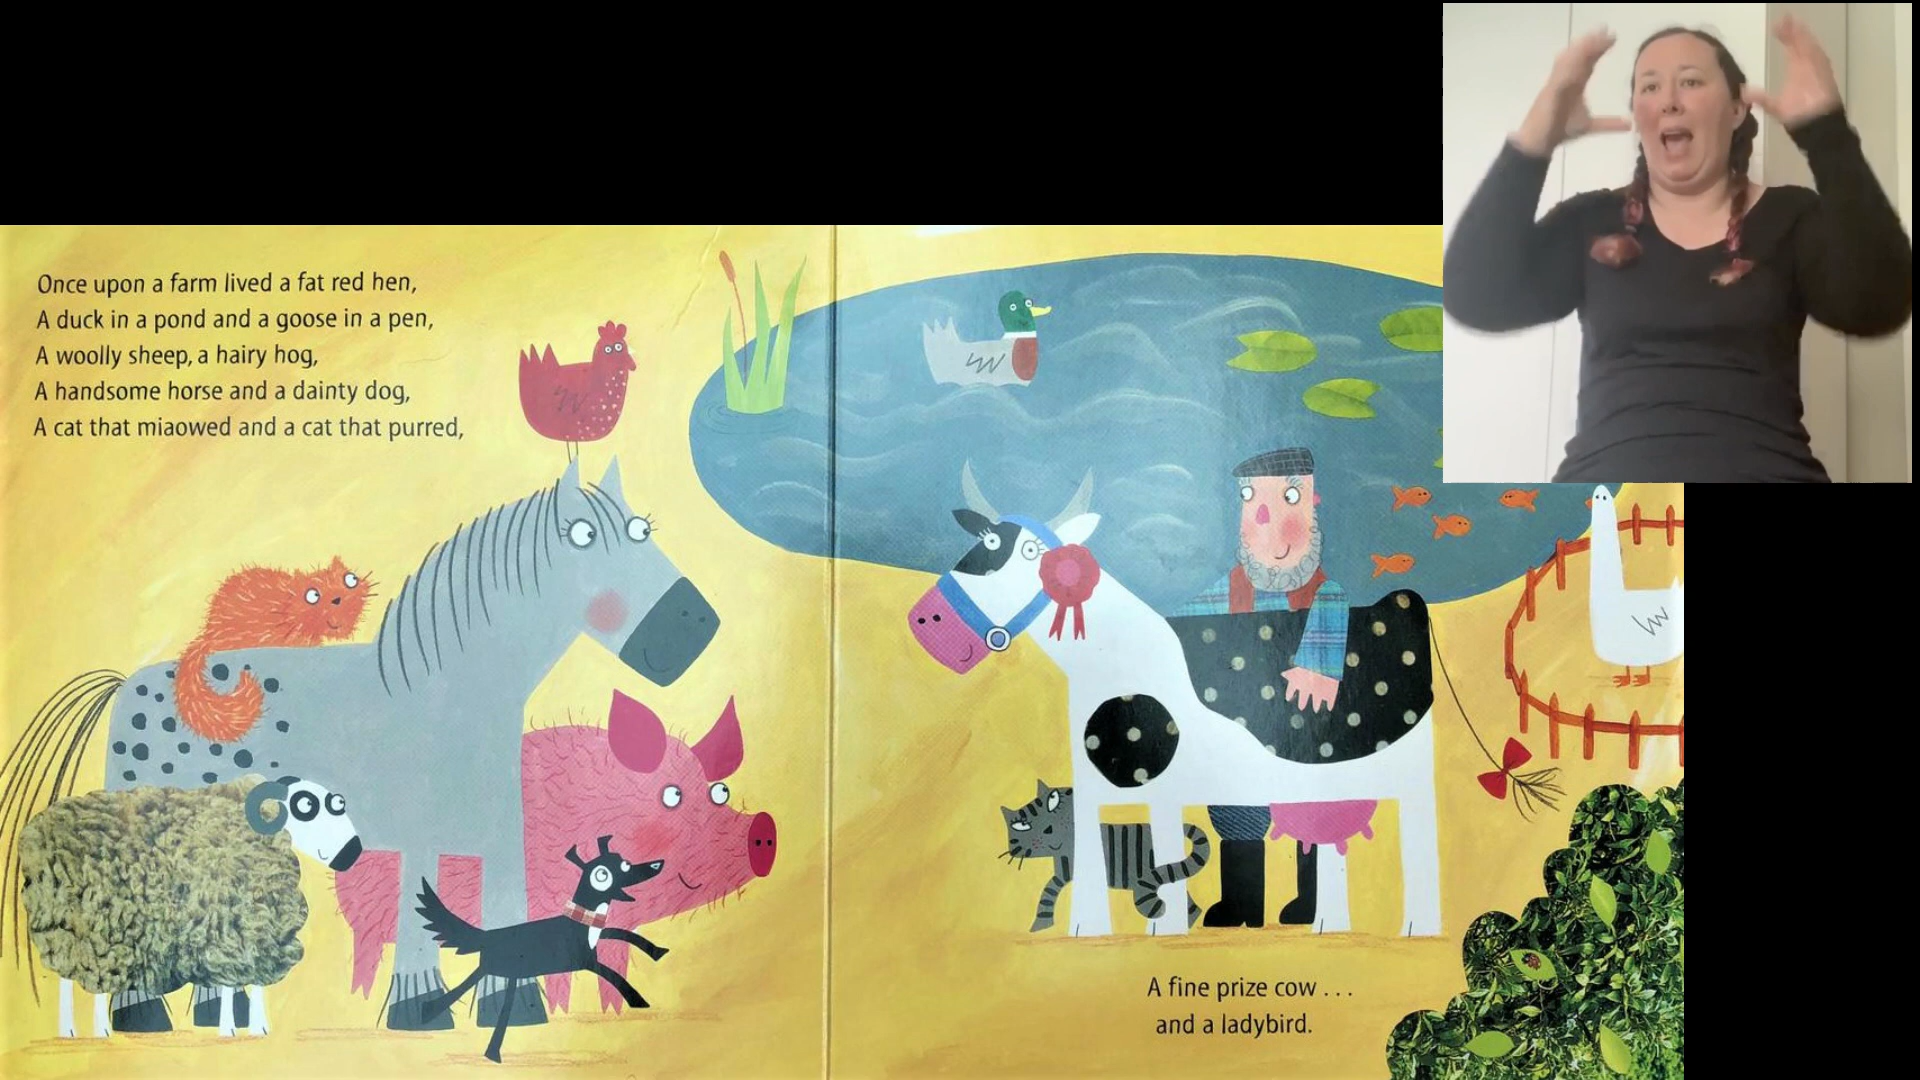 Once upon a farm lived a fat red hen,
A duck in a pond and a goose in a pen,
A woolly sheep, a hairy hog,
A handsome horse and a dainty dog,
A cat that miaowed and a cat that purred,
A fine prize cow . . .
and a ladybird.